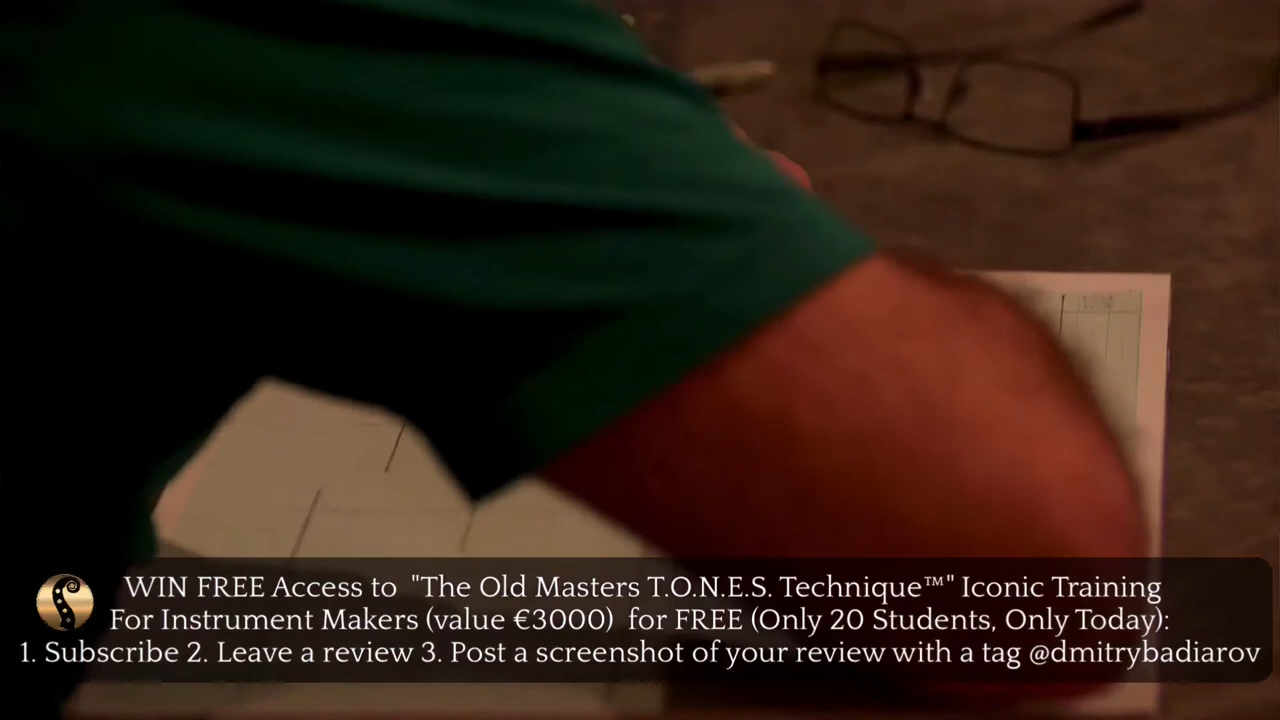 WIN FREE Access to "The Old Masters T.O.N.E.S. Technique™" Iconic Training
For Instrument Makers (value €3000) for FREE (Only 20 Students, Only Today):
1. Subscribe 2. Leave a review 3. Post a screenshot of your review with a tag @dmitrybadiarov